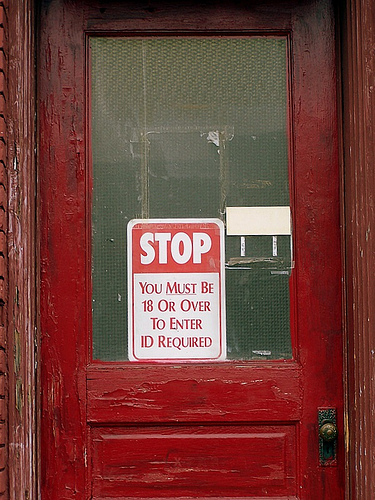 STOP
You Must Be
18 Or Over
To Enter
ID Required